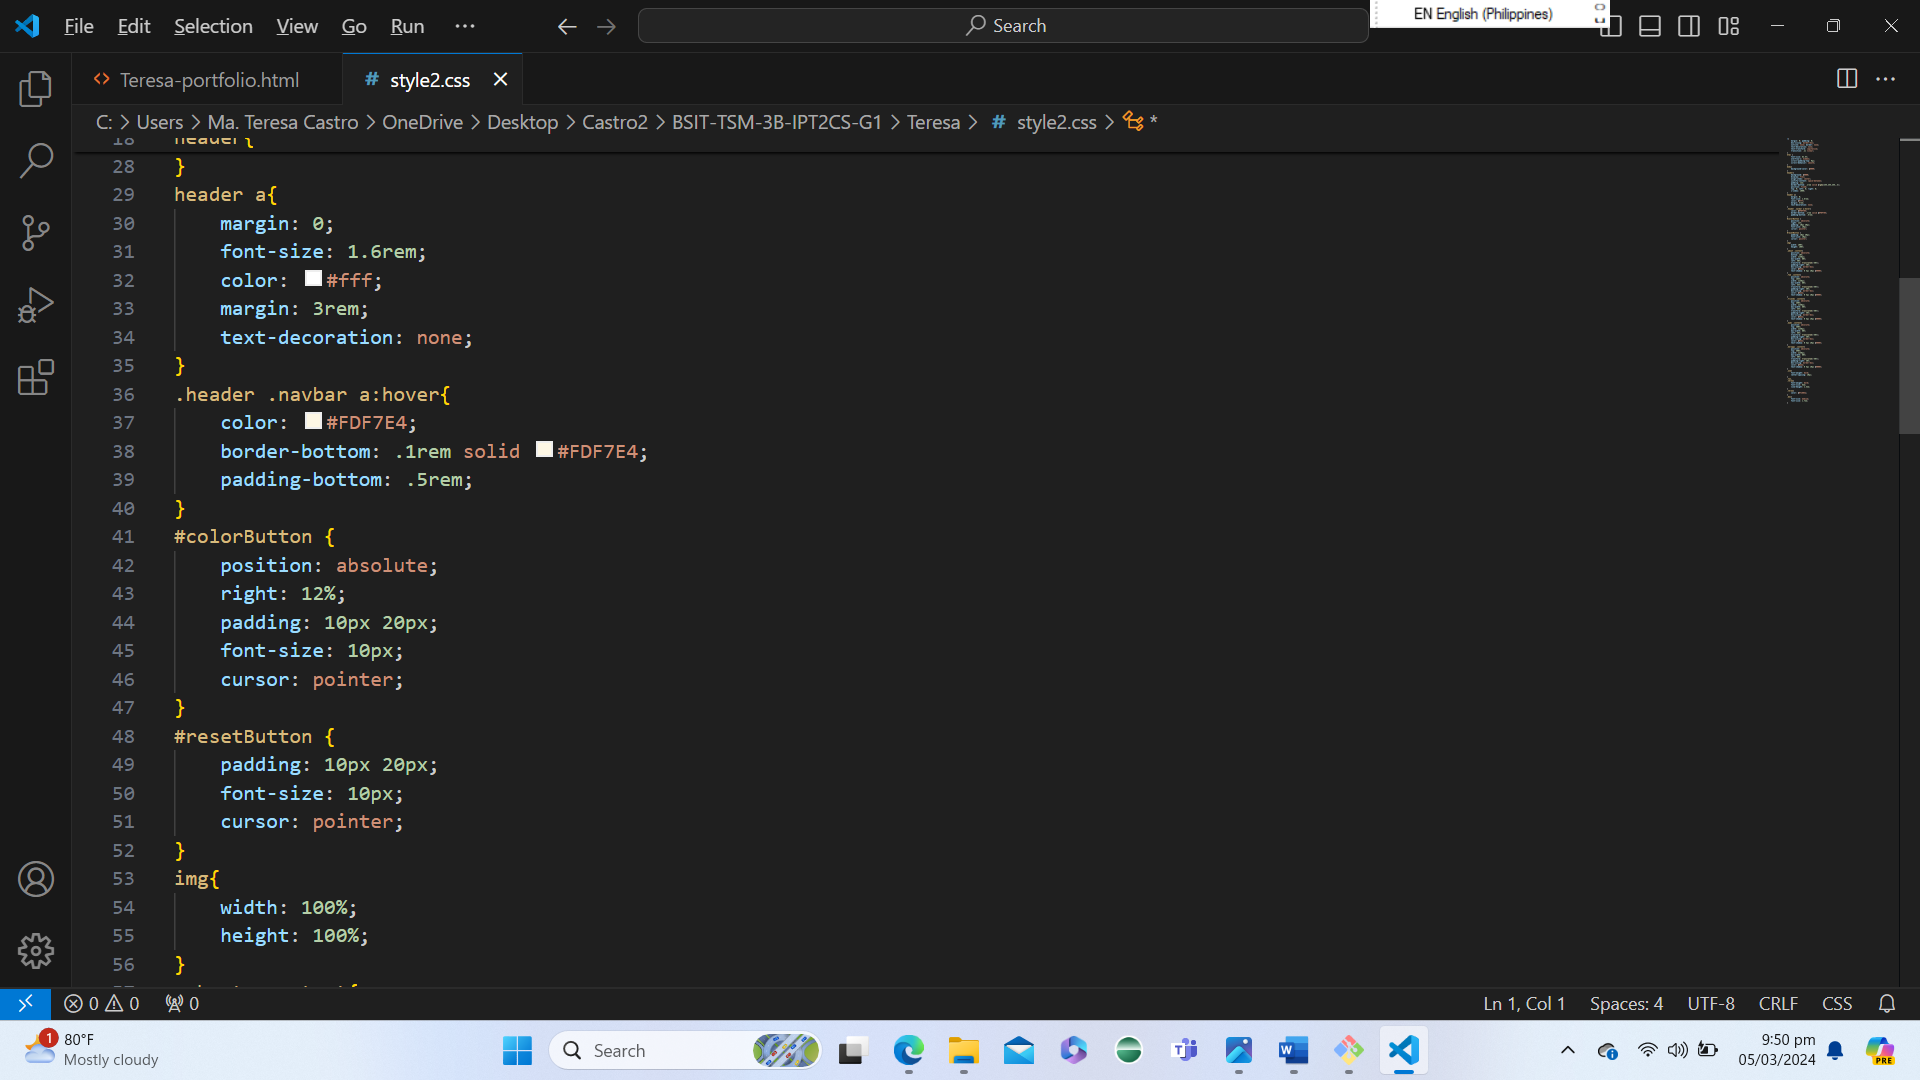 File Edit Selection View Go Run ··· Search EN English (Philippines)
Teresa-portfolio.html # style2.css
C: > Users > Ma. Teresa Castro > OneDrive > Desktop > Castro2 > BSIT-TSM-3B-IPT2CS-G1 > Teresa > # style2.css > *
18 header{
28 }
29 header a{
30 margin: 0;
31 font-size: 1.6rem;
32 color: #fff;
33 margin: 3rem;
34 text-decoration: none;
35 }
36 .header .navbar a:hover{
37 color: #FDF7E4;
38 border-bottom: .1rem solid #FDF7E4;
39 padding-bottom: .5rem;
40 }
41 #colorButton {
42 position: absolute;
43 right: 12%;
44 padding: 10px 20px;
45 font-size: 10px;
46 cursor: pointer;
47 }
48 #resetButton {
49 padding: 10px 20px;
50 font-size: 10px;
51 cursor: pointer;
52 }
53 img{
54 width: 100%;
55 height: 100%;
56 }
0 0 0 Ln 1, Col 1 Spaces: 4 UTF-8 CRLF CSS
1 80°F
Mostly cloudy
Search
9:50 pm
05/03/2024
PRE